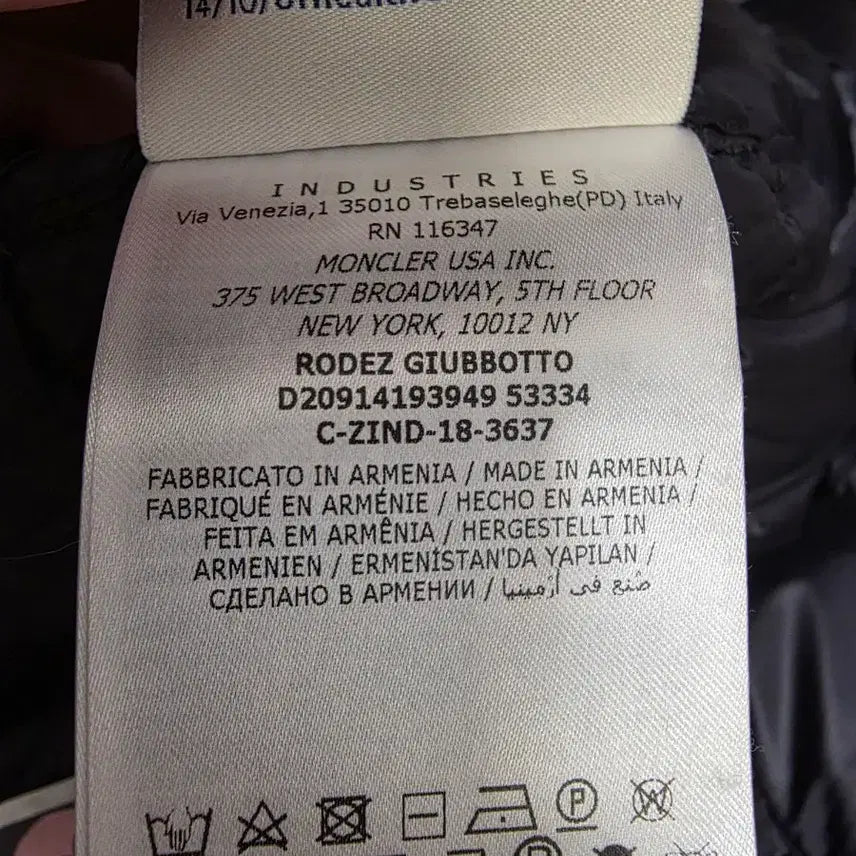 INDUSTRIES
Via Venezia,1 35010 Trebaseleghe(PD) Italy
RN 116347
MONCLER USA INC.
375 WEST BROADWAY, 5TH FLOOR
NEW YORK, 10012 NY
RODEZ GIUBBOTTO
D20914193949 53334
C-ZIND-18-3637
FABBRICATO IN ARMENIA / MADE IN ARMENIA /
FABRIQUÉ EN ARMÉNIE / HECHO EN ARMENIA /
FEITA EM ARMÊNIA / HERGESTELLT IN
ARMENIEN / ERMENİSTAN'DA YAPILAN /
СДЕЛАНО В АРМЕНИИ / صُنع في أرمينيا
P W